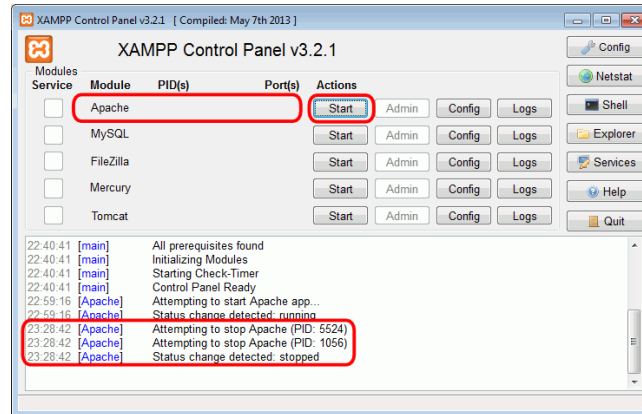 XAMPP Control Panel v3.2.1 [ Compiled: May 7th 2013 ]
XAMPP Control Panel v3.2.1
Config
Modules
Service Module PID(s) Port(s) Actions
Netstat
Apache Start Admin Config Logs
Shell
MySQL Start Admin Config Logs
Explorer
FileZilla Start Admin Config Logs
Services
Mercury Start Admin Config Logs
Help
Tomcat Start Admin Config Logs
Quit
22:40:41 [main] All prerequisites found
22:40:41 [main] Initializing Modules
22:40:41 [main] Starting Check-Timer
22:40:41 [main] Control Panel Ready
22:59:16 [Apache] Attempting to start Apache app...
22:59:16 [Apache] Status change detected: running
23:28:42 [Apache] Attempting to stop Apache (PID: 5524)
23:28:42 [Apache] Attempting to stop Apache (PID: 1056)
23:28:42 [Apache] Status change detected: stopped